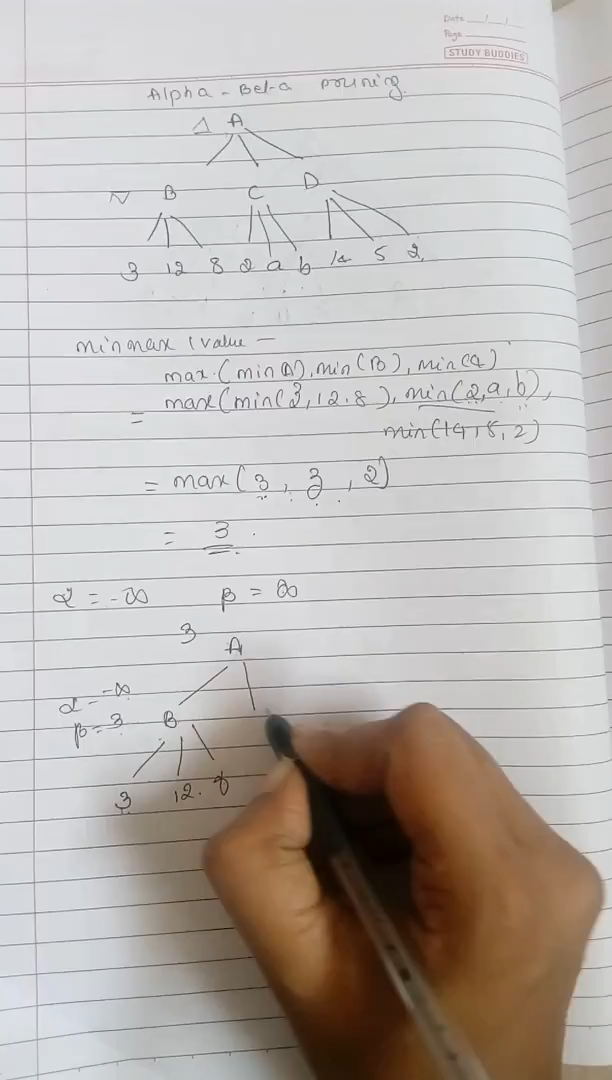 Date
Page
STUDY BUDDIES
Alpha - Beta Pruning.
△ A
▽ B C D
3 12 8 2 a b 14 5 2
minmax (value -
max (min(A), min(B), min(C)
= max(min(3,12,8), min(2,a,b),
min(14,5,2)
= max(3, 3, 2)
= 3.
α = -∞ β = ∞
3 A
α = -∞
β = 3 B
3 12. 8